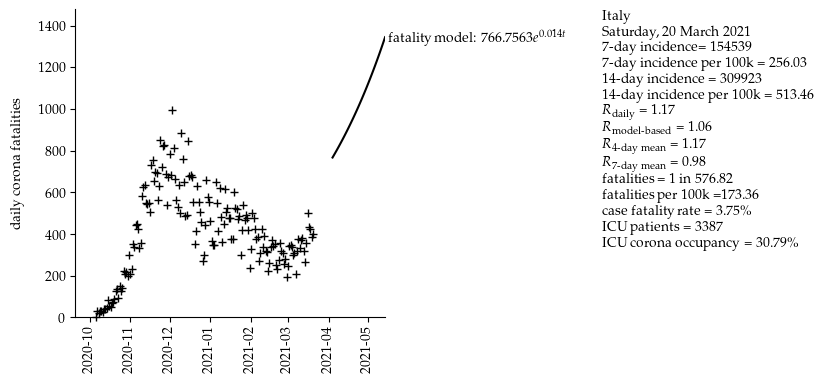 1400
1200
1000
800
600
400
200
0
daily corona fatalities
2020-10
2020-11
2020-12
2021-01
2021-02
2021-03
2021-04
2021-05
fatality model: 766.7563e^0.014t
Italy
Saturday, 20 March 2021
7-day incidence= 154539
7-day incidence per 100k = 256.03
14-day incidence = 309923
14-day incidence per 100k = 513.46
R_daily = 1.17
R_model-based = 1.06
R_4-day mean = 1.17
R_7-day mean = 0.98
fatalities = 1 in 576.82
fatalities per 100k =173.36
case fatality rate = 3.75%
ICU patients = 3387
ICU corona occupancy = 30.79%